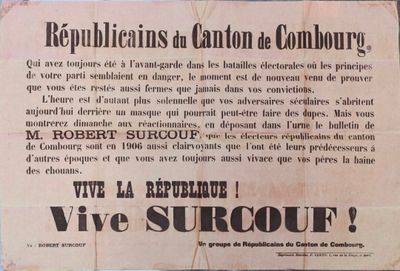 Républicains du Canton de Combourg,
Qui avez toujours été à l'avant-garde dans les batailles électorales où les principes
de votre parti semblaient en danger, le moment est de nouveau venu de prouver
que vous êtes restés aussi fermes que jamais dans vos convictions.
L'heure est d'autant plus solennelle que vos adversaires séculaires s'abritent
aujourd'hui derrière un masque qui pourrait peut-être faire des dupes. Mais vous
montrerez dimanche aux réactionnaires, en déposant dans l'urne le bulletin de
M. ROBERT SURCOUF, que les électeurs républicains du canton
de Combourg sont en 1906 aussi clairvoyants que l'ont été leurs prédécesseurs à
d'autres époques et que vous avez toujours aussi vivace que vos pères la haine
des chouans.
VIVE LA RÉPUBLIQUE !
Vive SURCOUF !
Vu : ROBERT SURCOUF
Un groupe de Républicains du Canton de Combourg.
Imprimerie